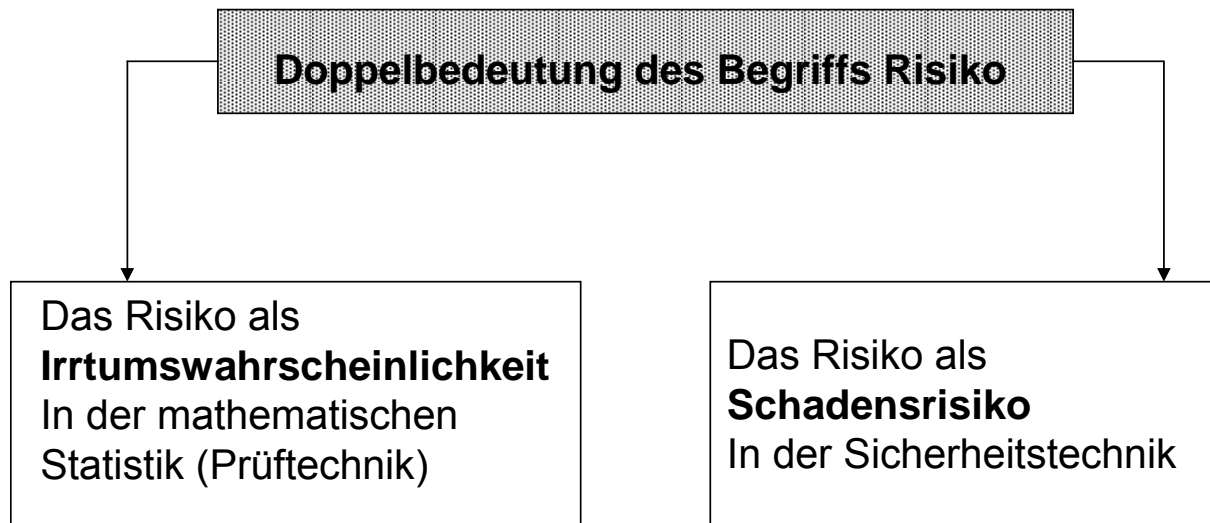 Doppelbedeutung des Begriffs Risiko
Das Risiko als
Irrtumswahrscheinlichkeit
In der mathematischen
Statistik (Prüftechnik)
Das Risiko als
Schadensrisiko
In der Sicherheitstechnik